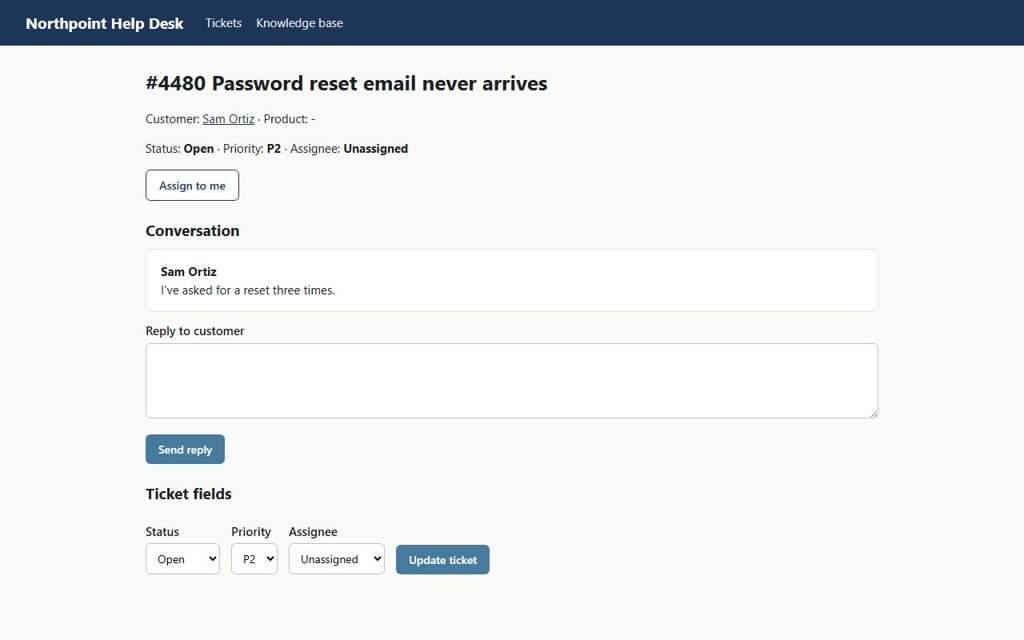 Northpoint Help Desk Tickets Knowledge base
#4480 Password reset email never arrives
Customer: Sam Ortiz · Product: -
Status: Open · Priority: P2 · Assignee: Unassigned
Assign to me
Conversation
Sam Ortiz
I've asked for a reset three times.
Reply to customer
Send reply
Ticket fields
Status Priority Assignee
Open P2 Unassigned Update ticket